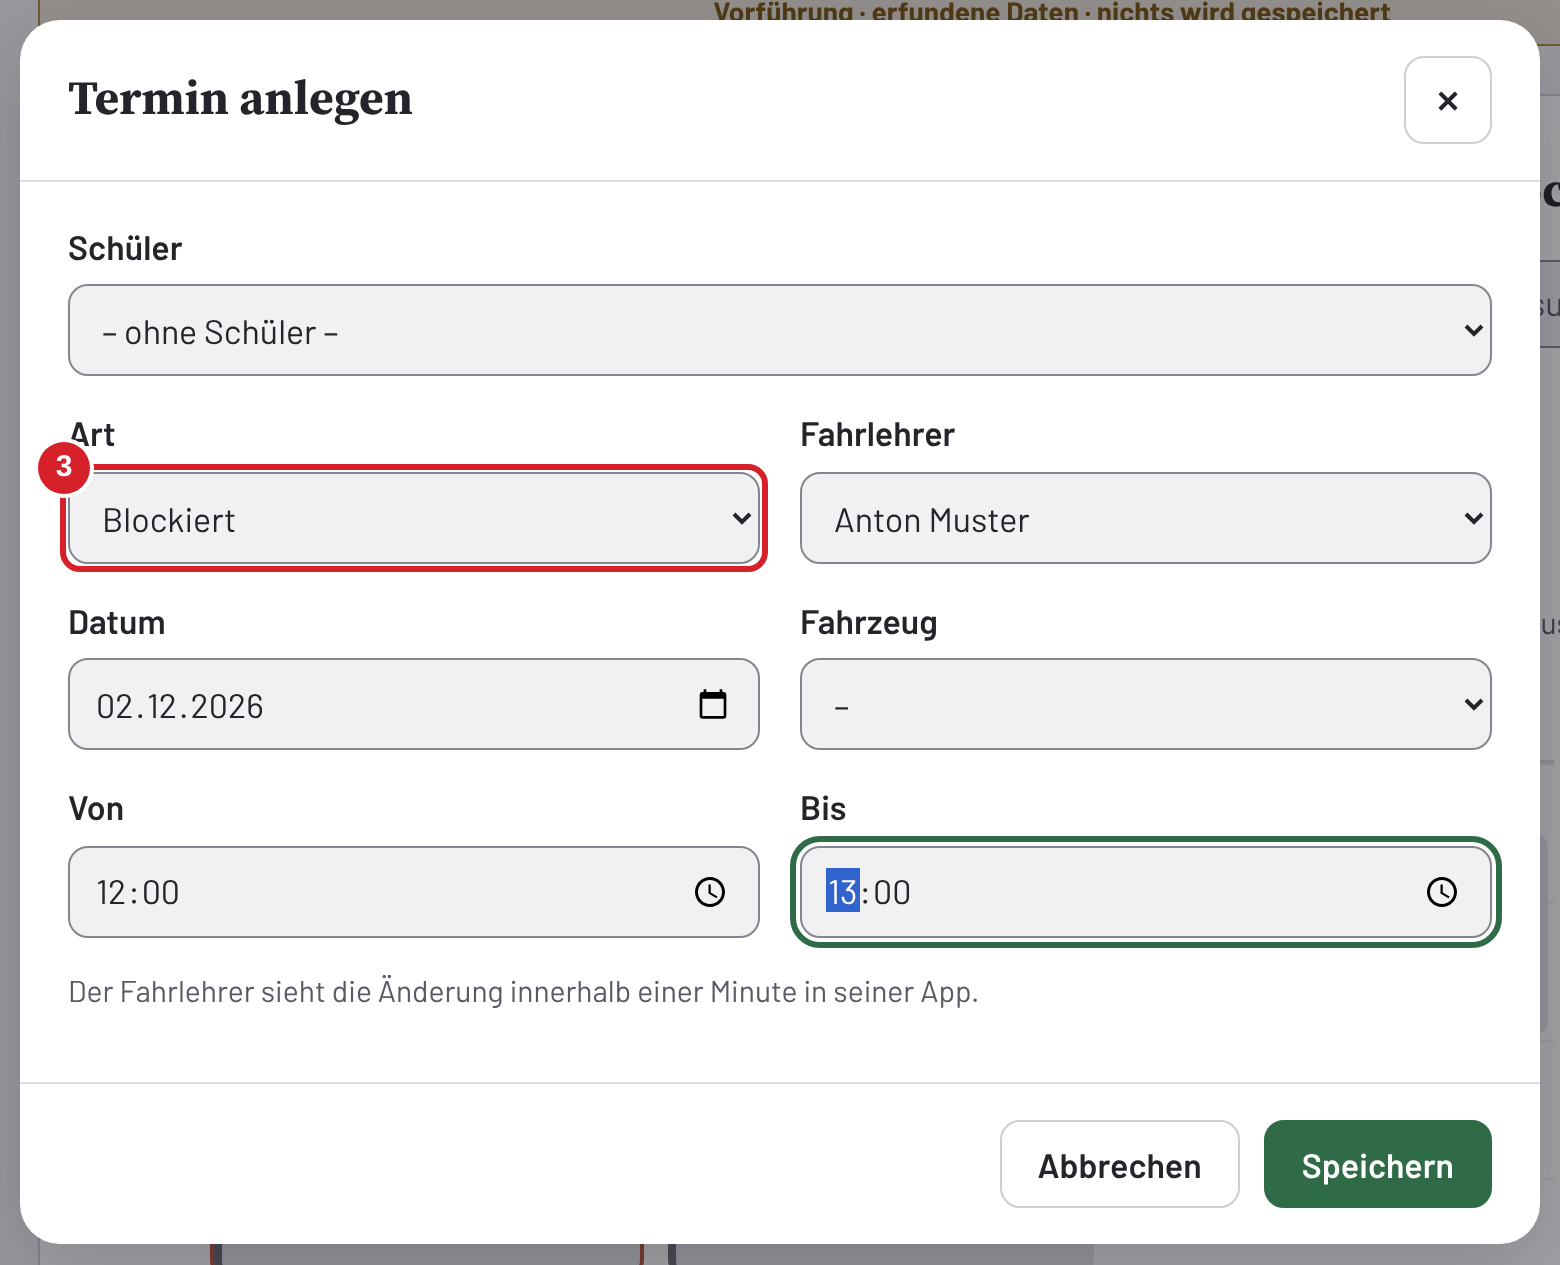 Vorführung · erfundene Daten · nichts wird gespeichert
Termin anlegen
Schüler
– ohne Schüler –
Art
Fahrlehrer
3
Blockiert
Anton Muster
Datum
Fahrzeug
02.12.2026
–
Von
Bis
12:00
13:00
Der Fahrlehrer sieht die Änderung innerhalb einer Minute in seiner App.
Abbrechen
Speichern